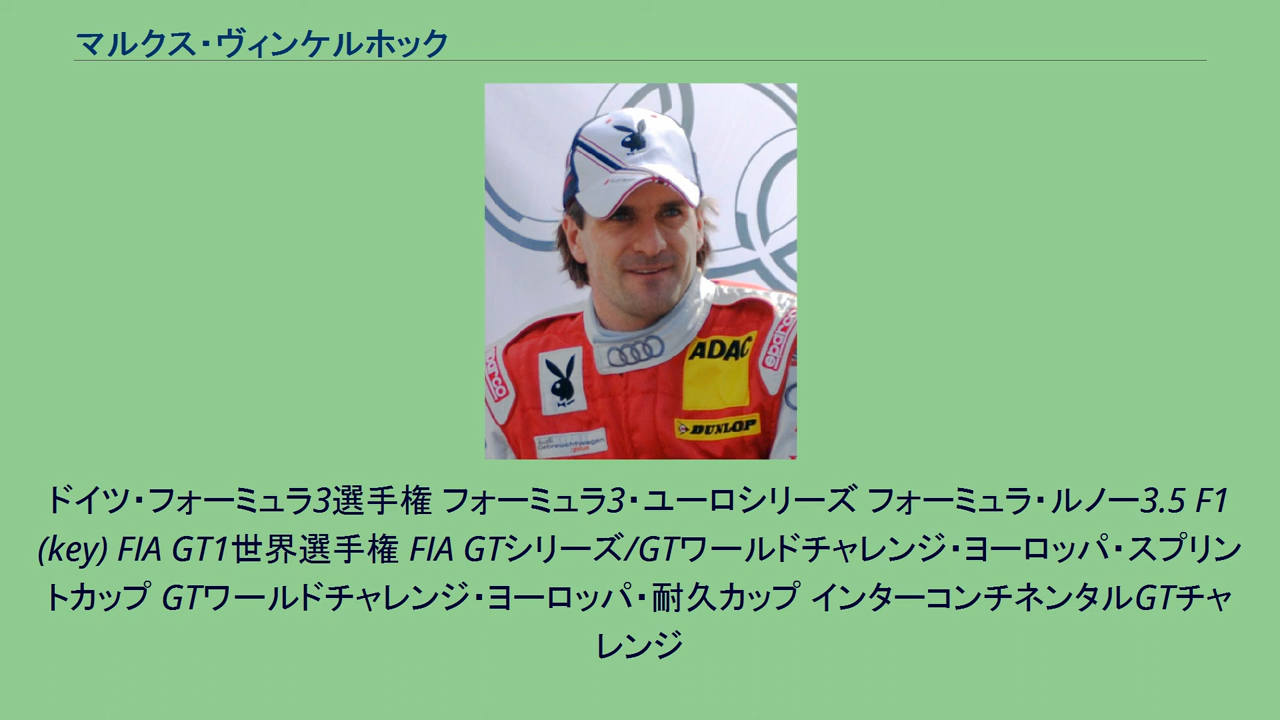 マルクス・ヴィンケルホック
ADAC
sparco
sparco
DUNLOP
Audi
Gebrauchtwagen
:plus
ドイツ・フォーミュラ3選手権 フォーミュラ3・ユーロシリーズ フォーミュラ・ルノー3.5 F1
(key) FIA GT1世界選手権 FIA GTシリーズ/GTワールドチャレンジ・ヨーロッパ・スプリン
トカップ GTワールドチャレンジ・ヨーロッパ・耐久カップ インターコンチネンタルGTチャ
レンジ